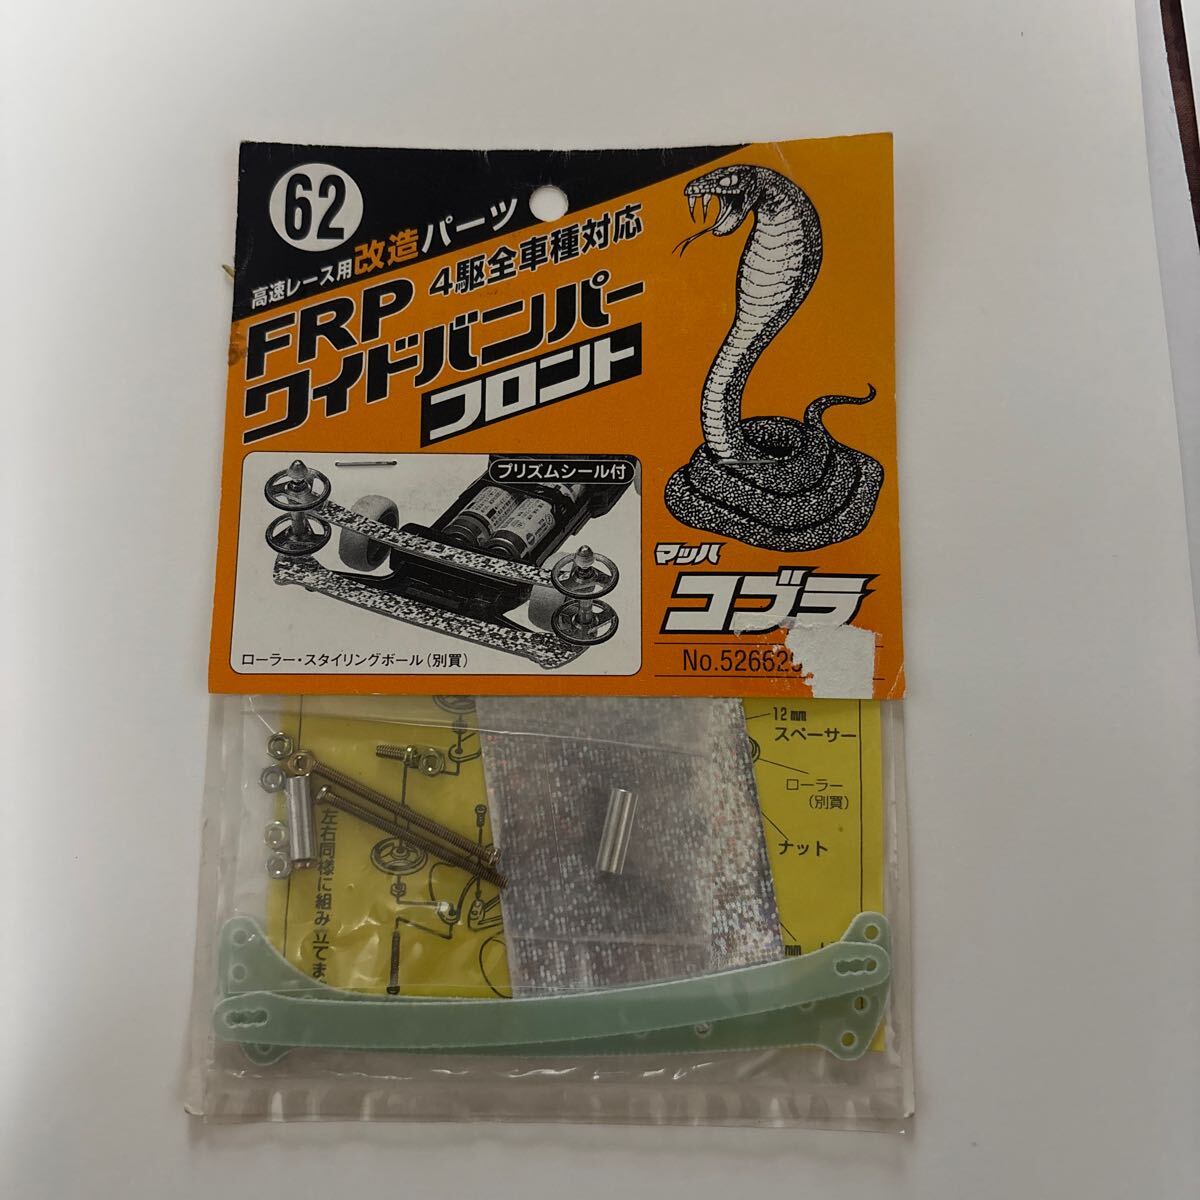 62
高速レース用改造パーツ
4駆全車種対応
FRP
ワイドバンパー
フロント
プリズムシール付
ローラー・スタイリングボール(別買)
マッハ
コブラ
No.52662
12mm
スペーサー
ローラー
(別買)
ナット
左右同様に組み立てま
mm